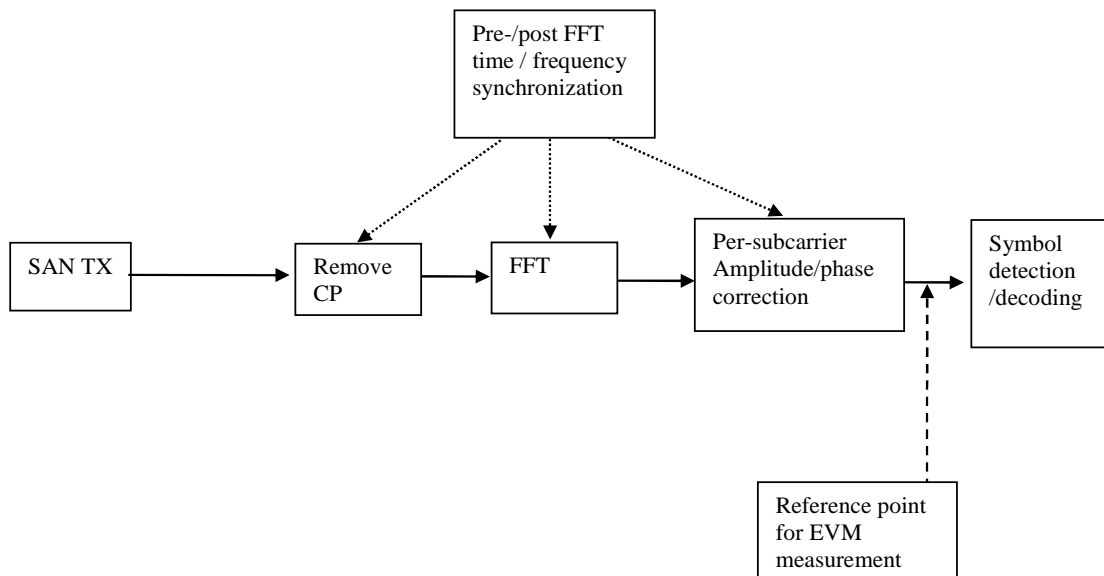 Pre-/post FFT
time / frequency
synchronization
SAN TX
Remove
CP
FFT
Per-subcarrier
Amplitude/phase
correction
Symbol
detection
/decoding
Reference point
for EVM
measurement